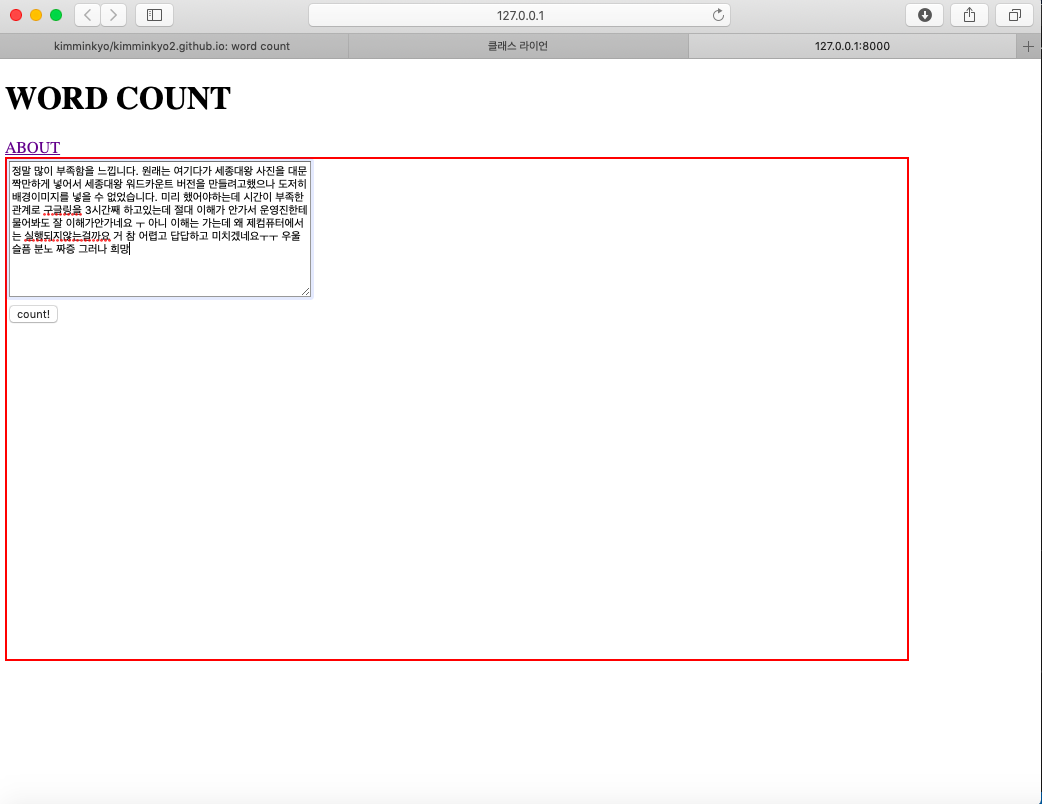 127.0.0.1
kimminkyo/kimminkyo2.github.io: word count
클래스 라이언
127.0.0.1:8000
WORD COUNT
ABOUT
정말 많이 부족함을 느낍니다. 원래는 여기다가 세종대왕 사진을 대문
짝만하게 넣어서 세종대왕 워드카운트 버전을 만들려고했으나 도저히
배경이미지를 넣을 수 없었습니다. 미리 했어야하는데 시간이 부족한
관계로 구글링을 3시간째 하고있는데 절대 이해가 안가서 운영진한테
물어봐도 잘 이해가안가네요 ㅜ 아니 이해는 가는데 왜 제컴퓨터에서
는 실행되지않는걸까요 거 참 어렵고 답답하고 미치겠네요ㅜㅜ 우울
슬픔 분노 짜증 그러나 희망
count!